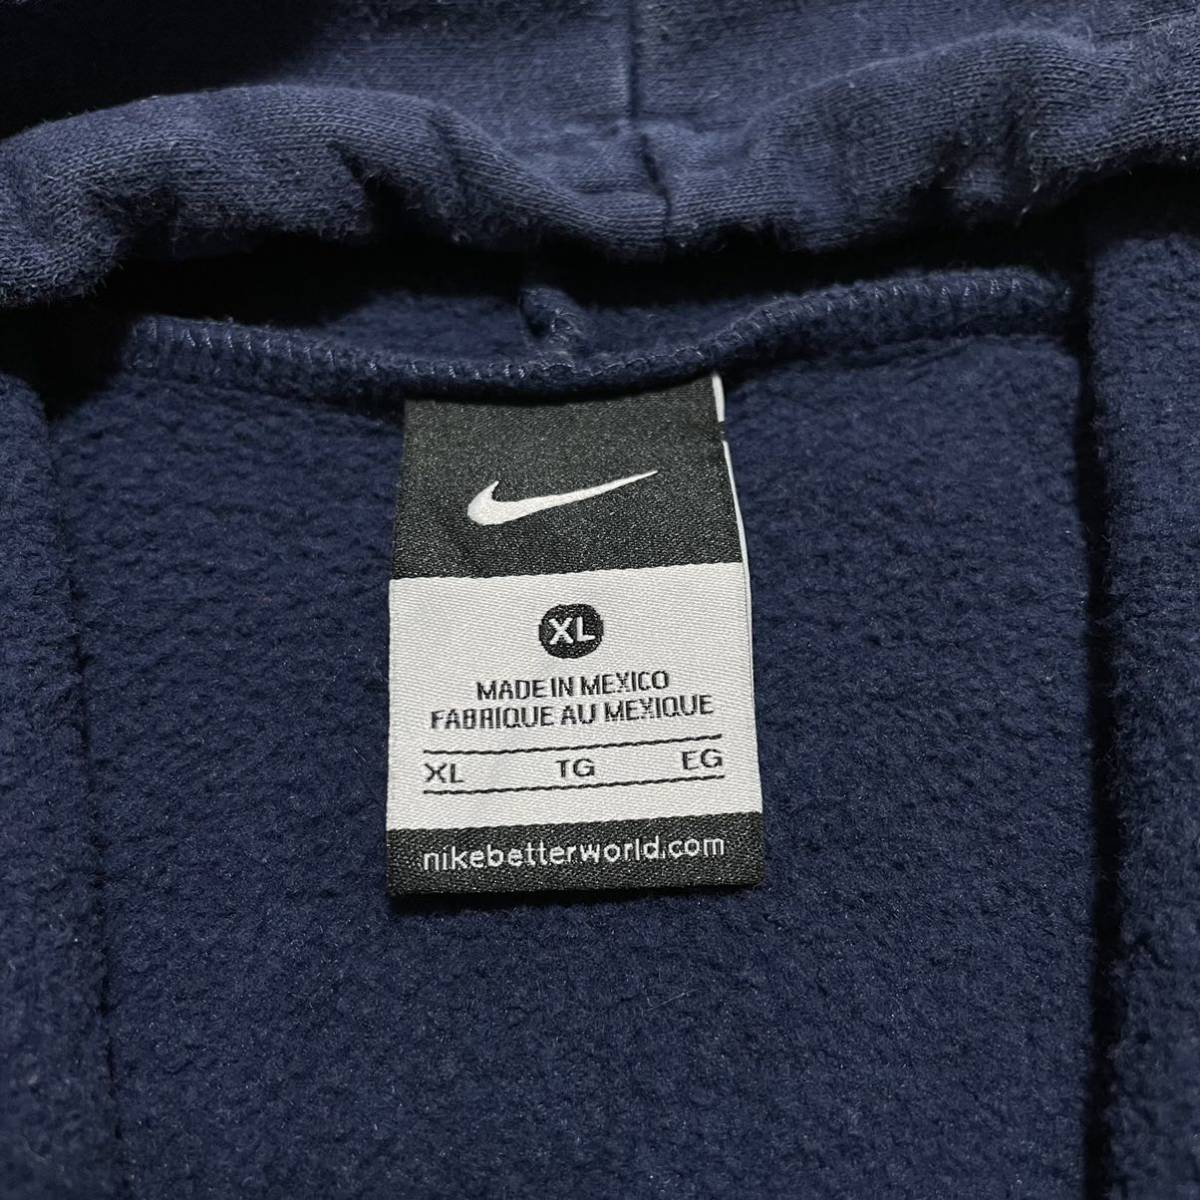 XL
MADE IN MEXICO
FABRIQUE AU MEXIQUE
XL TG EG
nikebetterworld.com